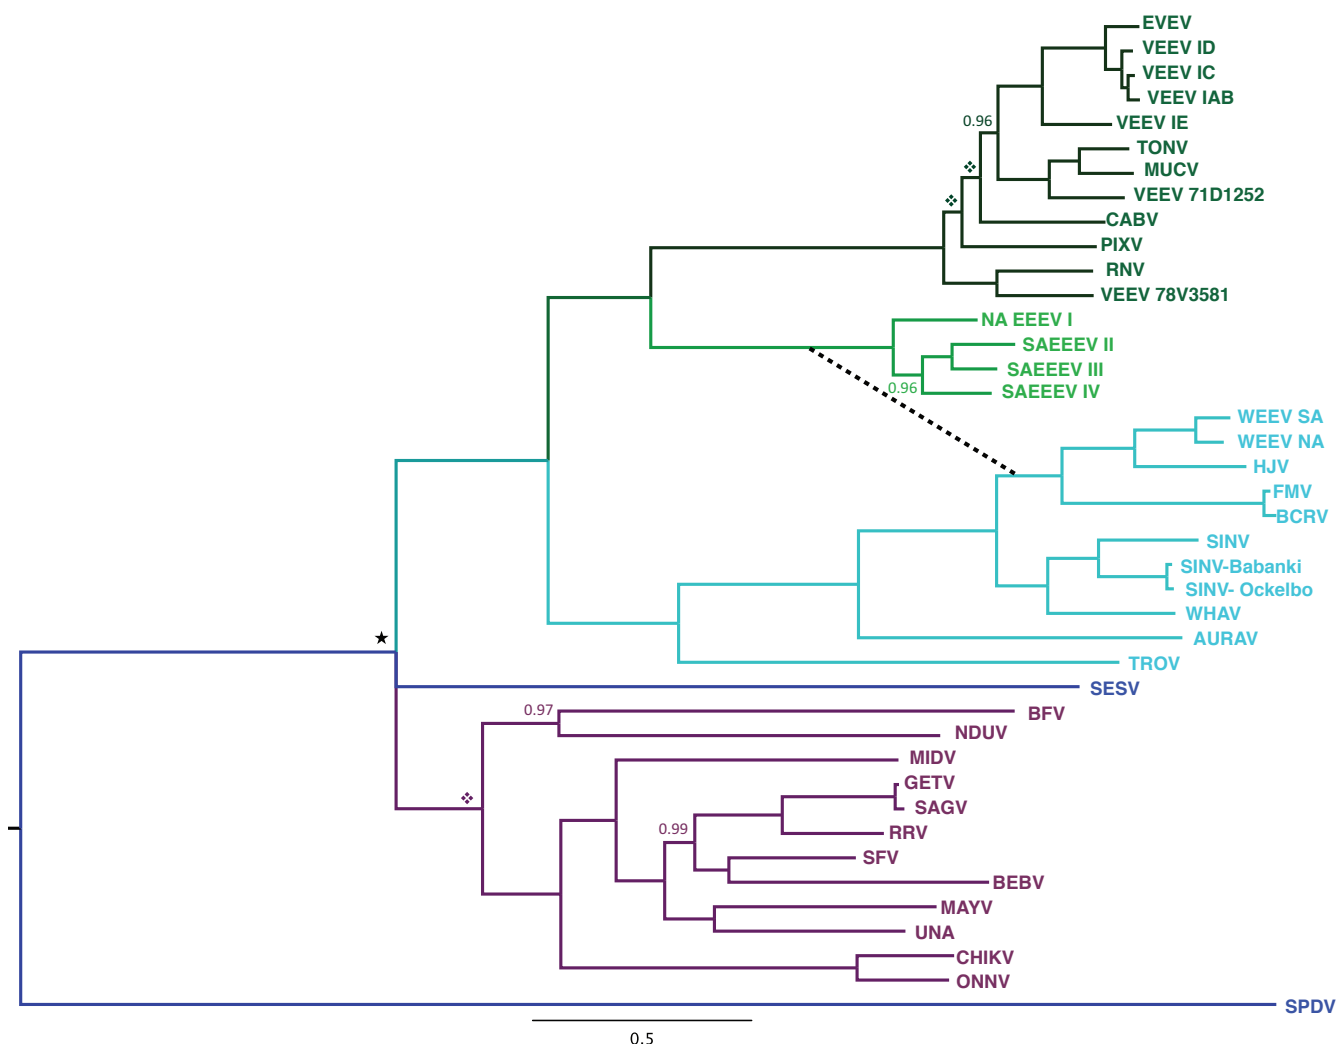 EVEV
VEEV ID
VEEV IC
VEEV IAB
0.96
VEEV IE
TONV
MUCV
VEEV 71D1252
CABV
PIXV
RNV
VEEV 78V3581
NA EEEV I
SAEEEV II
SAEEEV III
0.96
SAEEEV IV
WEEV SA
WEEV NA
HJV
FMV
BCRV
SINV
SINV-Babanki
SINV- Ockelbo
WHAV
AURAV
TROV
SESV
0.97
BFV
NDUV
MIDV
GETV
SAGV
0.99
RRV
SFV
BEBV
MAYV
UNA
CHIKV
ONNV
SPDV
0.5